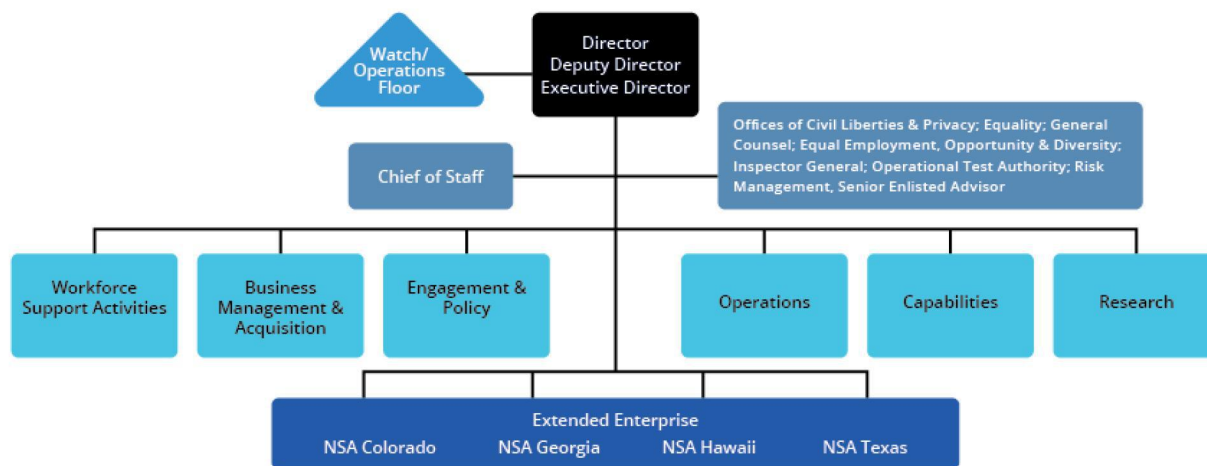 Watch/
Operations
Floor
Director
Deputy Director
Executive Director
Offices of Civil Liberties & Privacy; Equality; General
Counsel; Equal Employment, Opportunity & Diversity;
Inspector General; Operational Test Authority; Risk
Management, Senior Enlisted Advisor
Chief of Staff
Workforce
Support Activities
Business
Management &
Acquisition
Engagement &
Policy
Operations
Capabilities
Research
Extended Enterprise
NSA Colorado
NSA Georgia
NSA Hawaii
NSA Texas